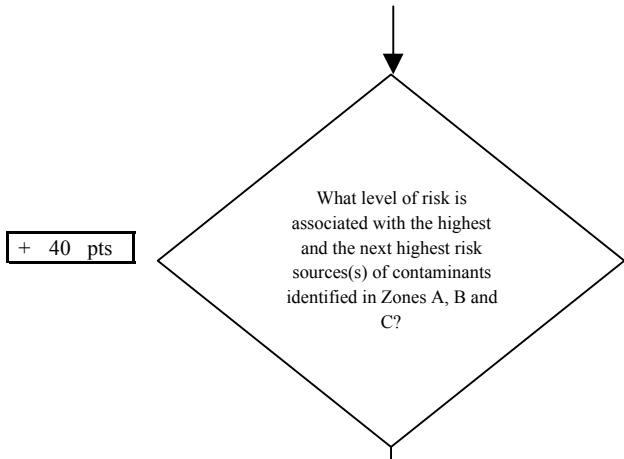 What level of risk is
associated with the highest
and the next highest risk
sources(s) of contaminants
identified in Zones A, B and
C?
+ 40 pts